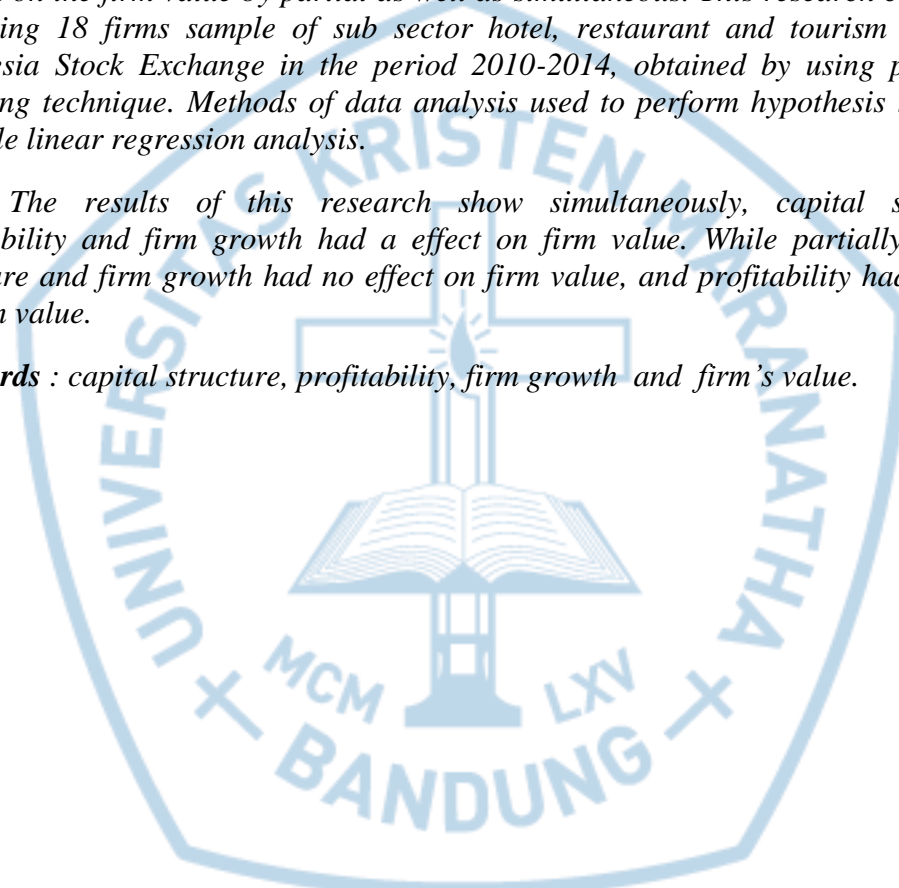 on the firm value by partial as well as simultaneous. This research
ing 18 firms sample of sub sector hotel, restaurant and tourism
esia Stock Exchange in the period 2010-2014, obtained by using p
ng technique. Methods of data analysis used to perform hypothesis
le linear regression analysis.
The results of this research show simultaneously, capital s
bility and firm growth had a effect on firm value. While partially
re and firm growth had no effect on firm value, and profitability had
value.
rds : capital structure, profitability, firm growth and firm's value.
UNIVERSITAS KRISTEN MARANATHA
MCM LXV
BANDUNG